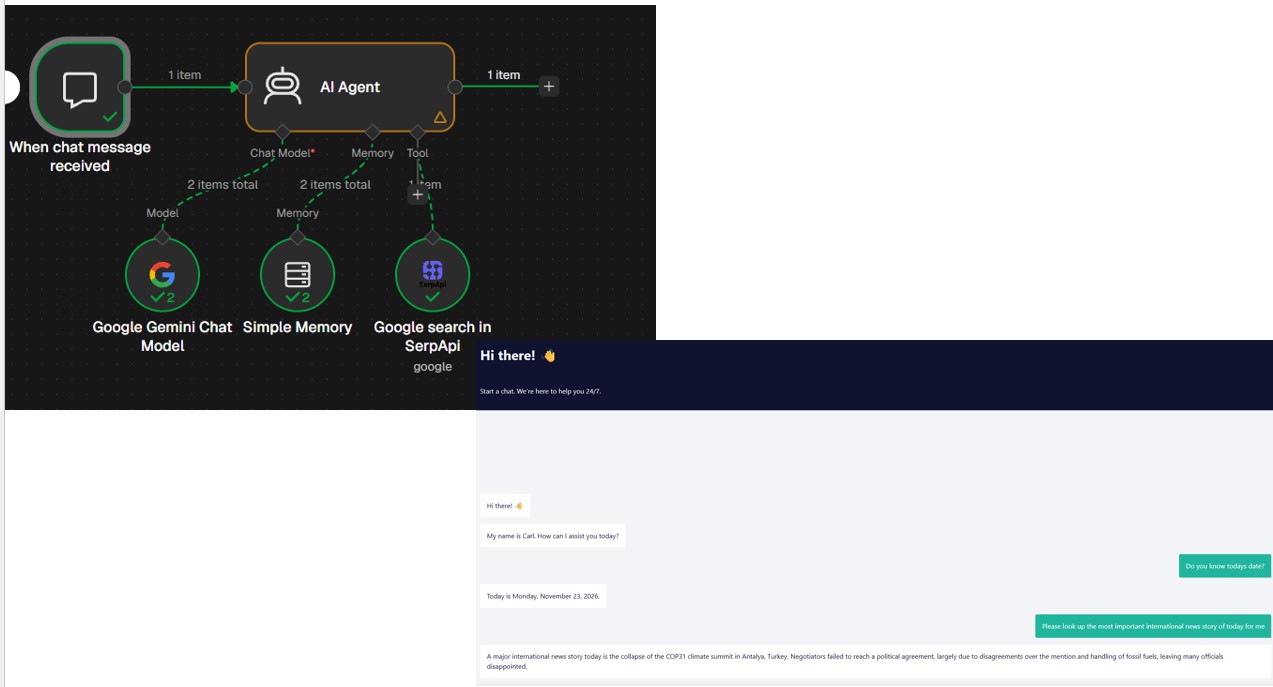 1 item
AI Agent
1 item
When chat message
received
Chat Model*
Memory
Tool
2 items total
2 items total
1 item
Model
Memory
SerpApi
2
2
Google Gemini Chat
Model
Simple Memory
Google search in
SerpApi
google
Hi there! 👋
Start a chat. We're here to help you 24/7.
Hi there! 👋
My name is Carl. How can I assist you today?
Do you know todays date?
Today is Monday, November 23, 2026.
Please look up the most important international news story of today for me
A major international news story today is the collapse of the COP31 climate summit in Antalya, Turkey. Negotiators failed to reach a political agreement, largely due to disagreements over the mention and handling of fossil fuels, leaving many officials
disappointed.